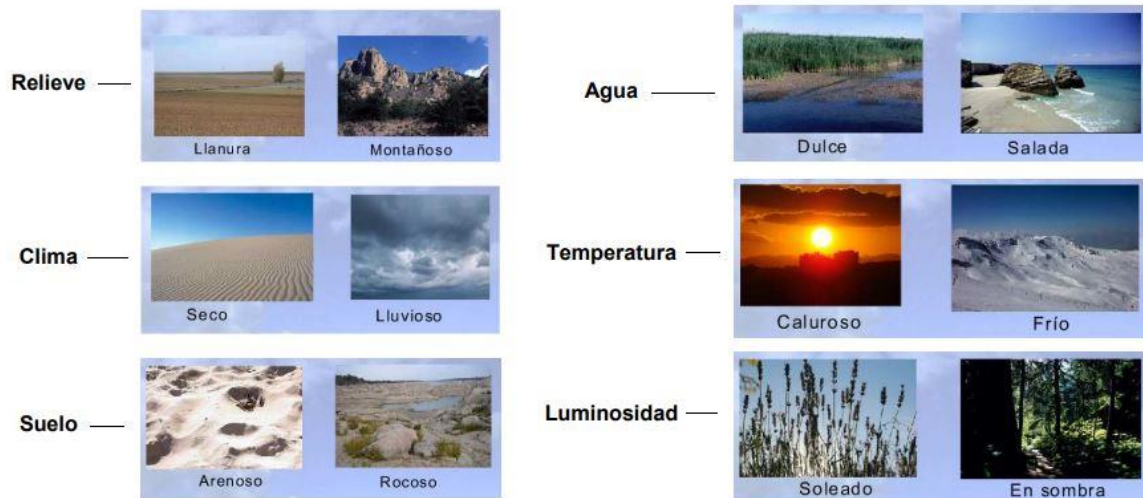 Relieve
Llanura Montañoso
Clima
Seco Lluvioso
Suelo
Arenoso Rocoso
Agua
Dulce Salada
Temperatura
Caluroso Frío
Luminosidad
Soleado En sombra